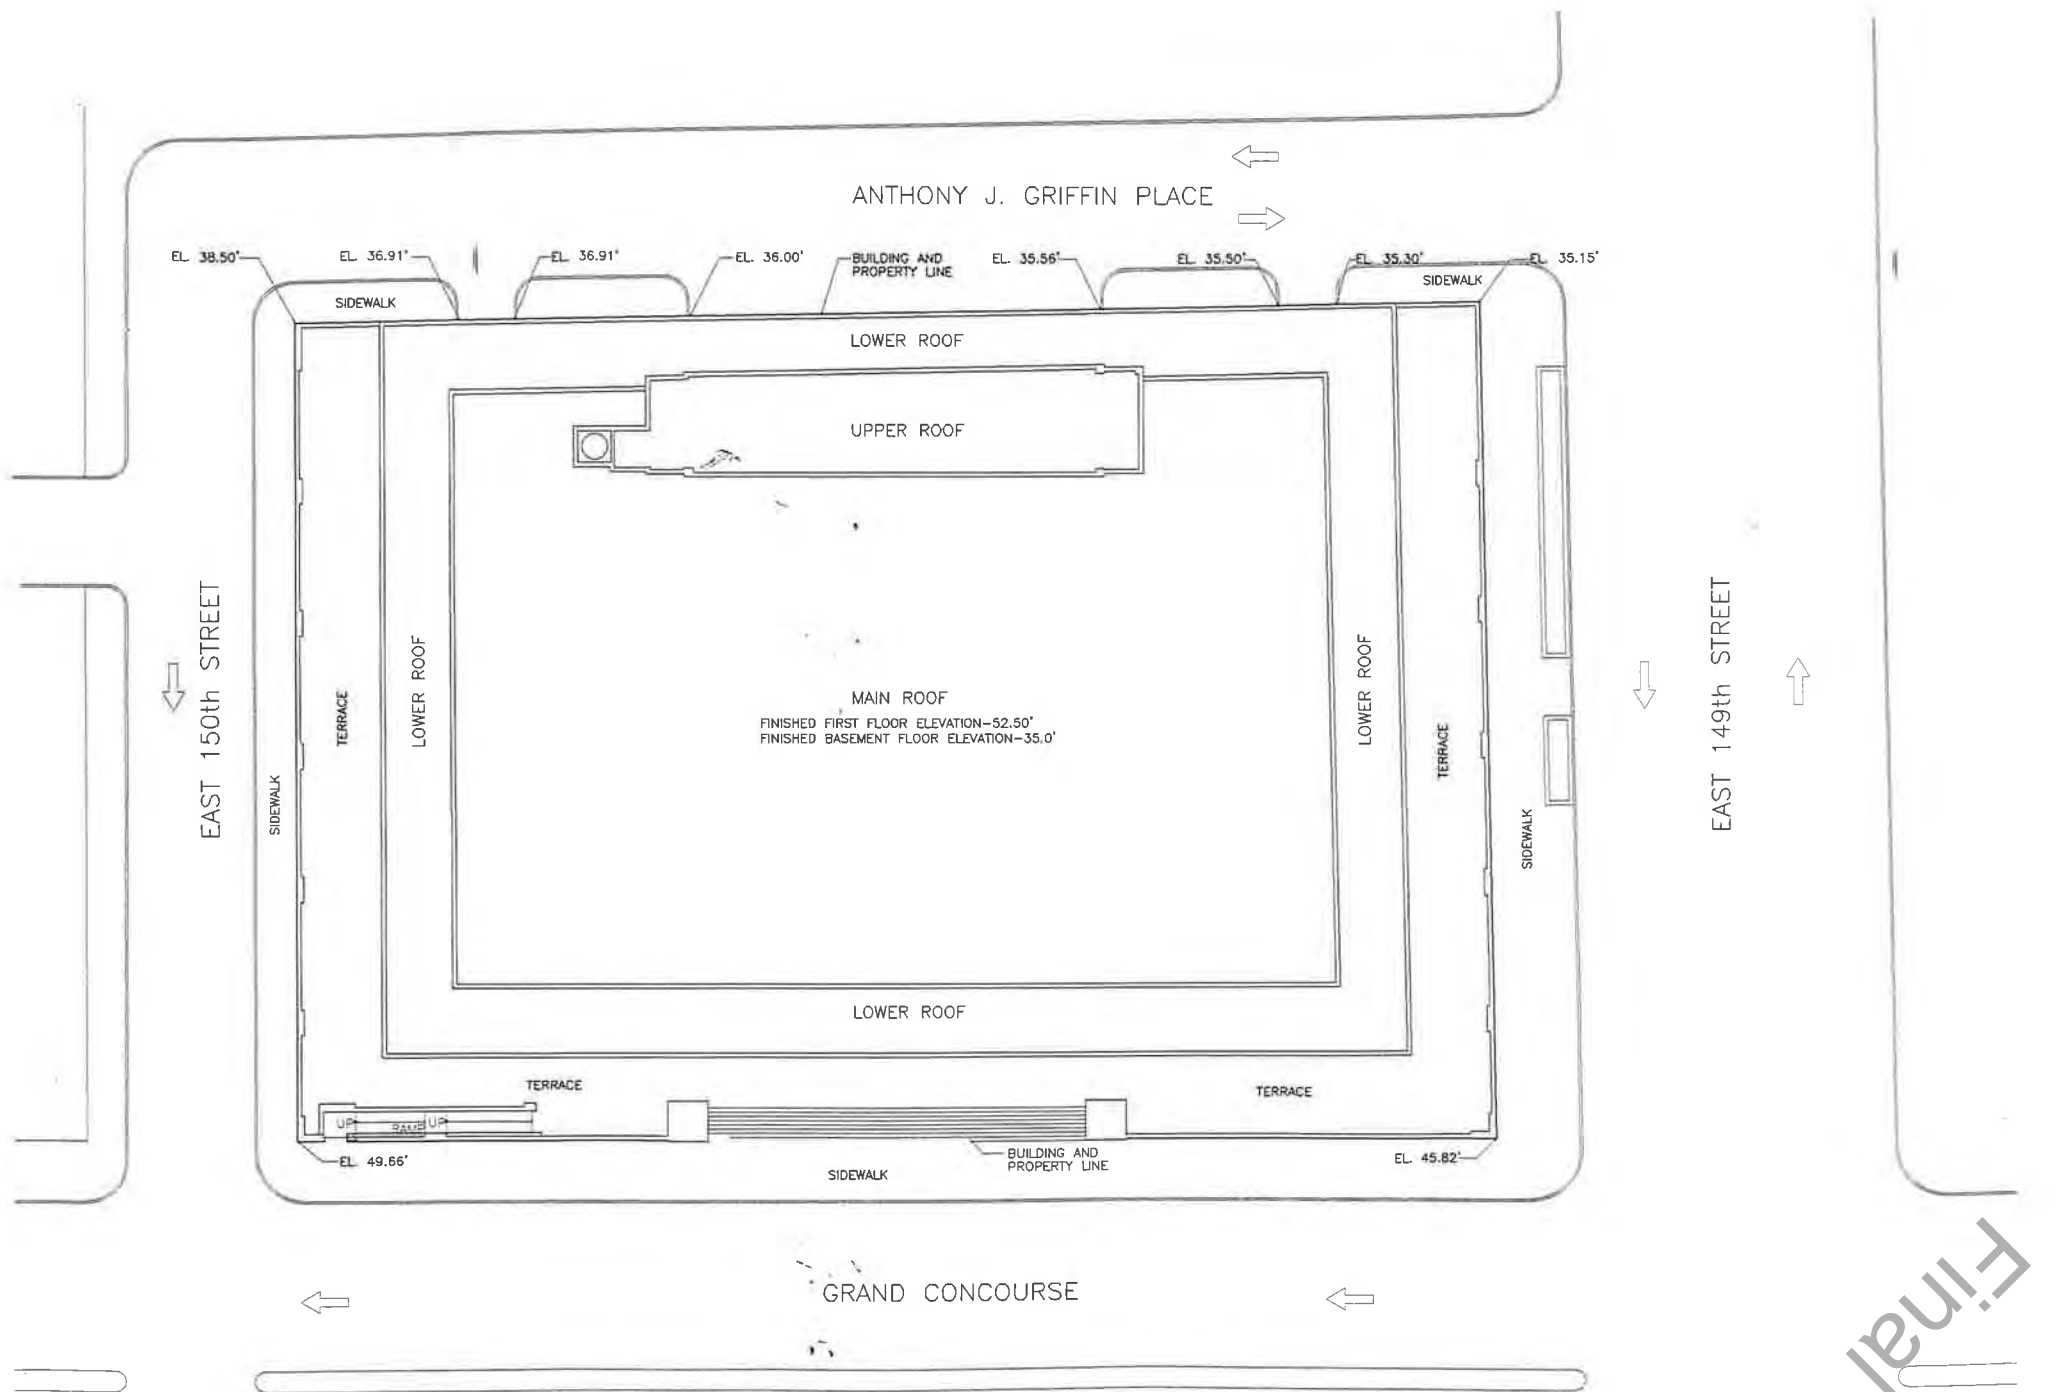 ANTHONY J. GRIFFIN PLACE
EL. 38.50'
EL. 36.91'
EL. 36.91'
EL. 36.00'
BUILDING AND
PROPERTY LINE
EL. 35.56'
EL. 35.50'
EL. 35.30'
EL. 35.15'
SIDEWALK
SIDEWALK
LOWER ROOF
UPPER ROOF
EAST 150th STREET
SIDEWALK
TERRACE
LOWER ROOF
MAIN ROOF
FINISHED FIRST FLOOR ELEVATION-52.50'
FINISHED BASEMENT FLOOR ELEVATION-35.0'
LOWER ROOF
TERRACE
SIDEWALK
EAST 149th STREET
LOWER ROOF
TERRACE
TERRACE
UP
RAMP
UP
EL. 49.66'
BUILDING AND
PROPERTY LINE
EL. 45.82'
SIDEWALK
GRAND CONCOURSE
Final